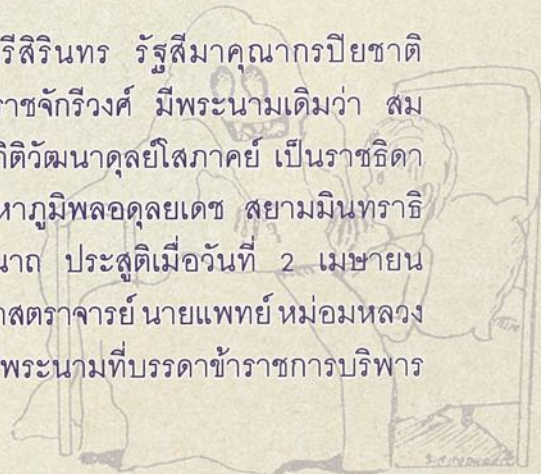 รีสิรินทร รัฐสีมาคุณากรปิยชาติ
ราชจักรีวงศ์ มีพระนามเดิมว่า สม
กิติวัฒนาดุลย์โสภาคย์ เป็นราชธิดา
หาภูมิพลอดุลยเดช สยามมินทราธิ
นาถ ประสูติเมื่อวันที่ 2 เมษายน
าสตราจารย์ นายแพทย์ หม่อมหลวง
พระนามที่บรรดาข้าราชการบริพาร